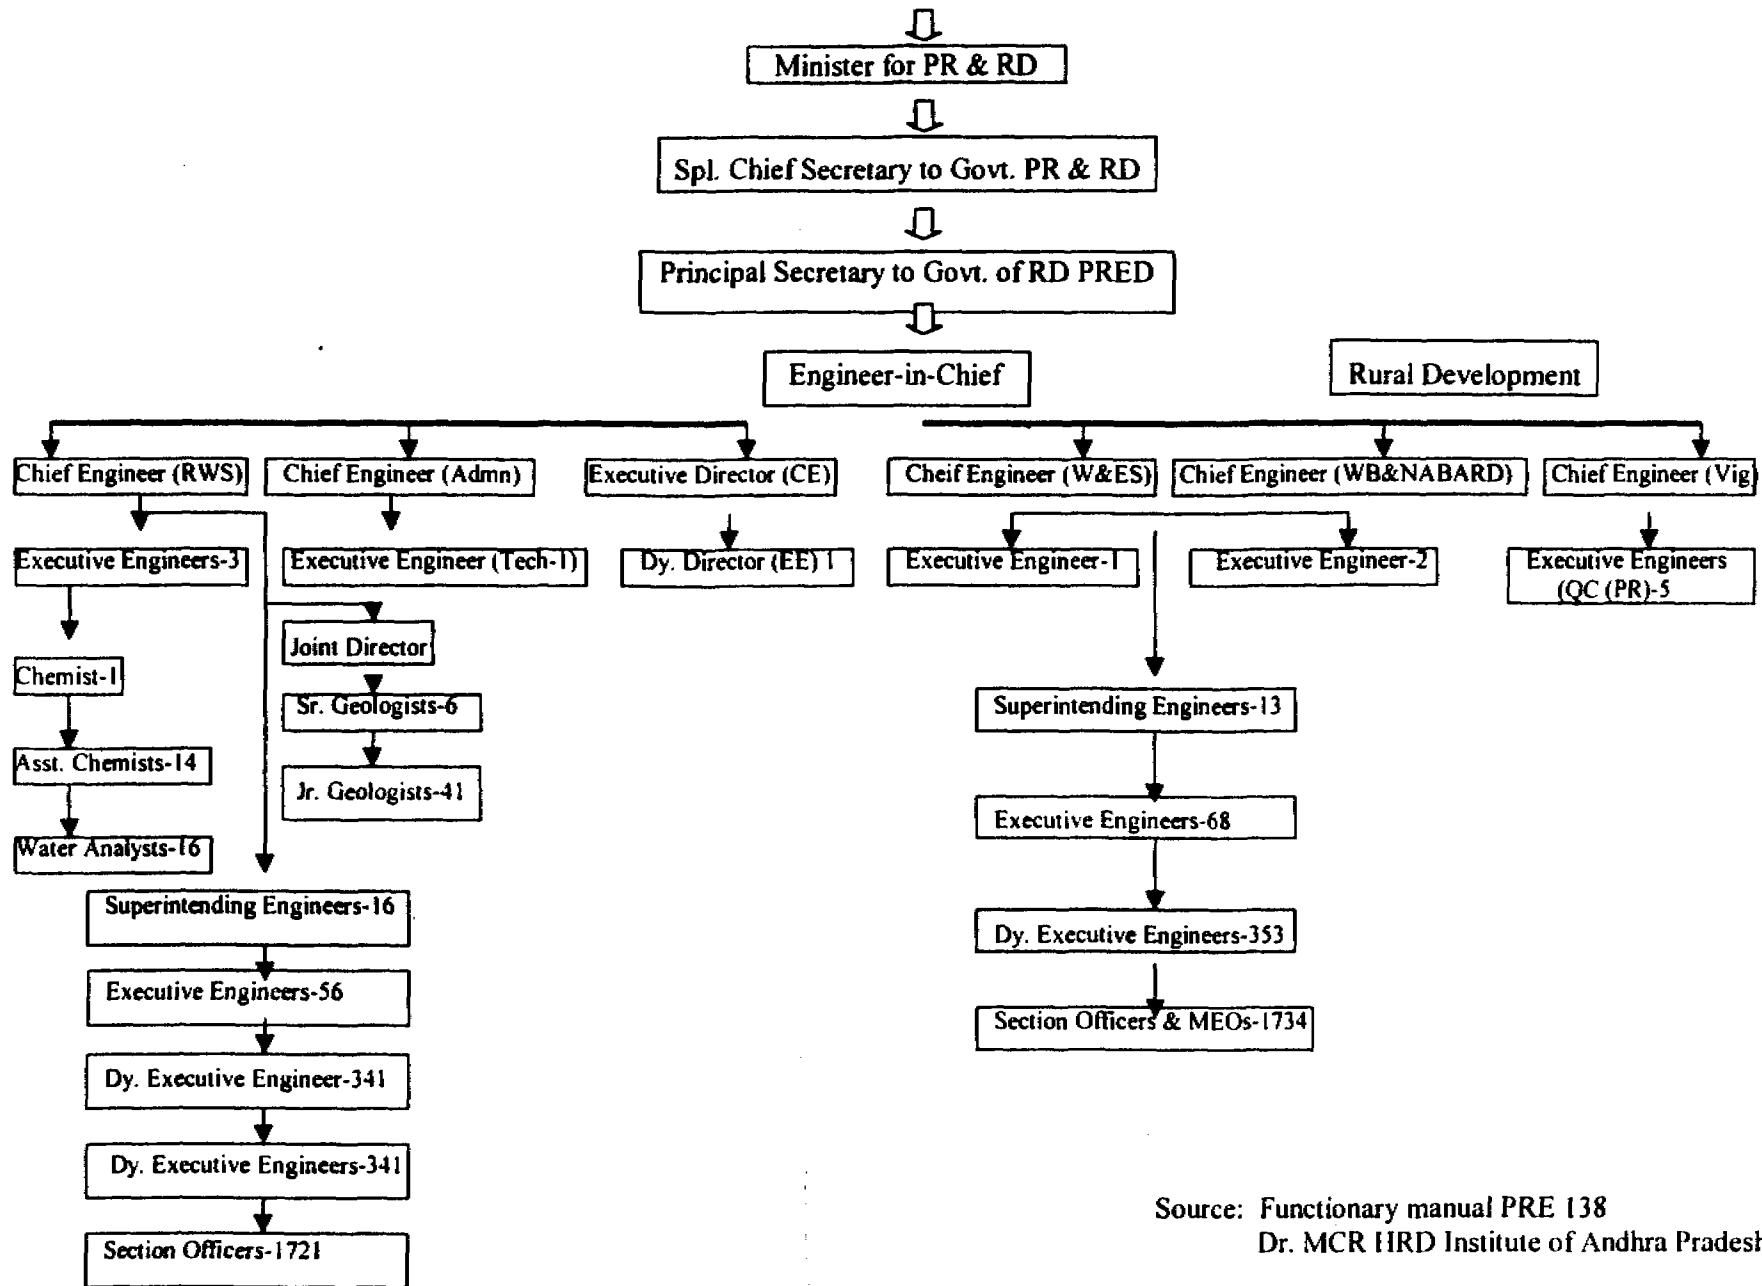 Minister for PR & RD
Spl. Chief Secretary to Govt. PR & RD
Principal Secretary to Govt. of RD PRED
Engineer-in-Chief
Rural Development
Chief Engineer (RWS)
Chief Engineer (Admn)
Executive Director (CE)
Cheif Engineer (W&ES)
Chief Engineer (WB&NABARD)
Chief Engineer (Vig)
Executive Engineers-3
Executive Engineer (Tech-1)
Dy. Director (EE) 1
Executive Engineer-1
Executive Engineer-2
Executive Engineers
(QC (PR)-5
Joint Director
Chemist-1
Sr. Geologists-6
Asst. Chemists-14
Jr. Geologists-41
Water Analysts-16
Superintending Engineers-16
Executive Engineers-56
Dy. Executive Engineer-341
Dy. Executive Engineers-341
Section Officers-1721
Superintending Engineers-13
Executive Engineers-68
Dy. Executive Engineers-353
Section Officers & MEOs-1734
Source: Functionary manual PRE 138
Dr. MCR HRD Institute of Andhra Pradesh